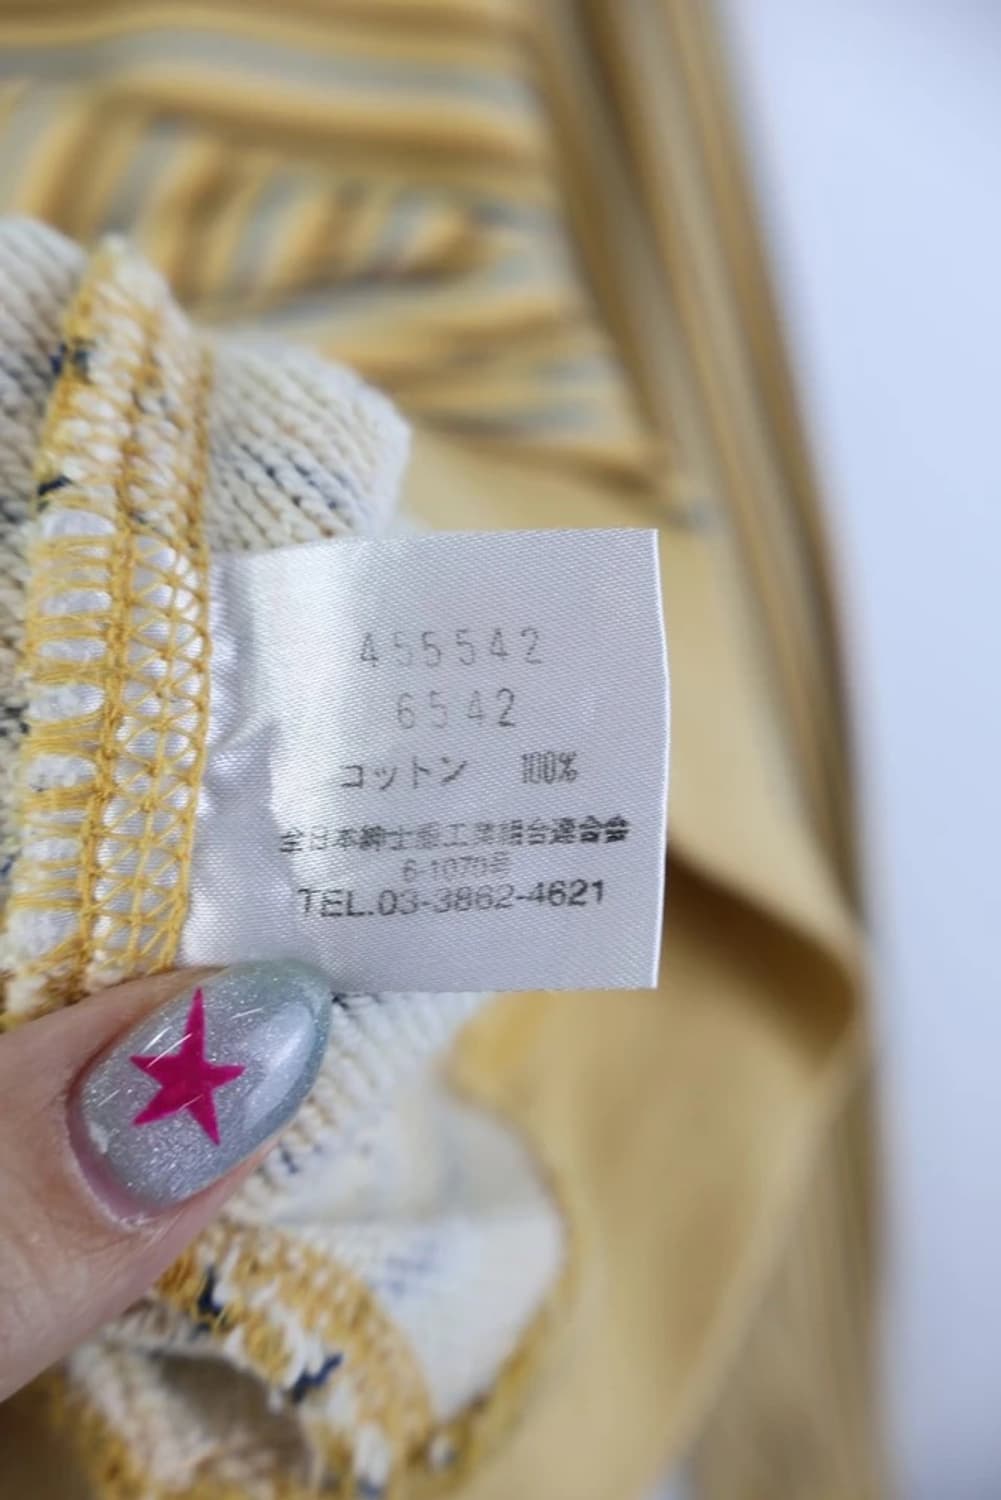 455542
6542
コットン 100%
全日本紳士服工業組合連合会
6-1070号
TEL.03-3862-4621